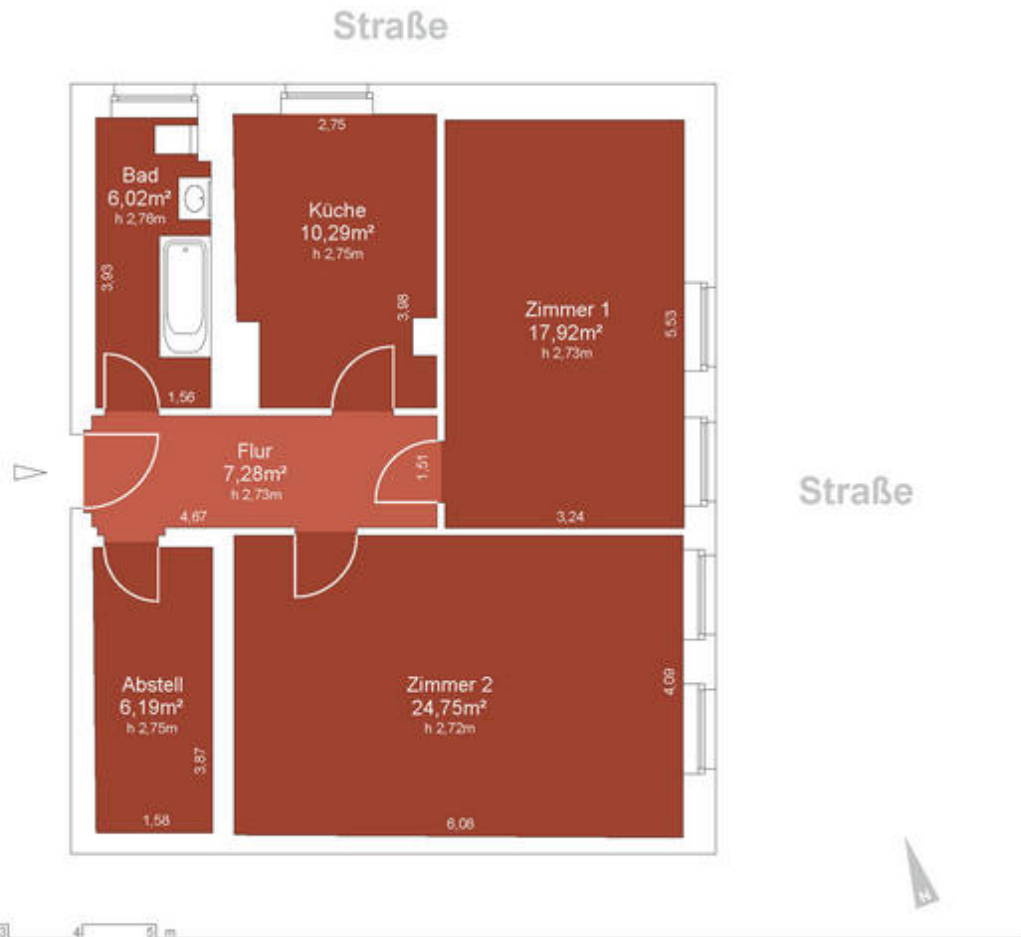 Straße
2,75
Bad
6,02m²
h 2,76m
Küche
10,29m²
h 2,75m
3,93
3,98
Zimmer 1
17,92m²
h 2,73m
5,53
1,56
Flur
7,28m²
h 2,73m
1,51
4,67
3,24
Straße
Abstell
6,19m²
h 2,75m
3,87
1,58
Zimmer 2
24,75m²
h 2,72m
4,09
6,08
N
3 4 5 m